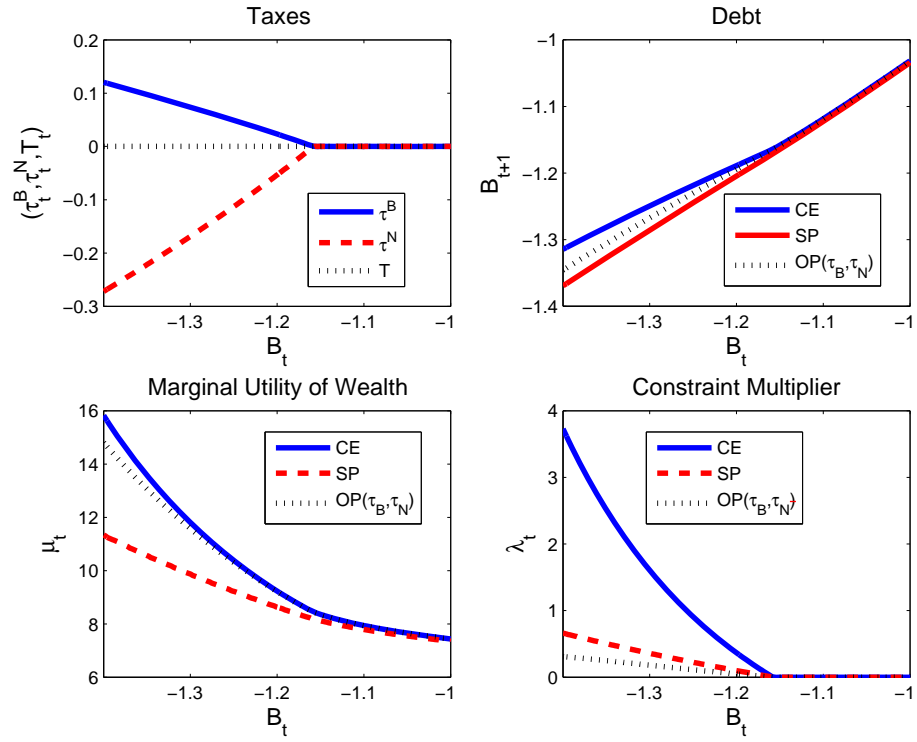 Taxes
0.2
0.1
0
−0.1
−0.2
−0.3
(τ_t^B,τ_t^N,T_t)
τ^B
τ^N
T
−1.3 −1.2 −1.1 −1
B_t
Debt
−1
−1.1
−1.2
−1.3
−1.4
B_{t+1}
CE
SP
OP(τ_B,τ_N)
−1.3 −1.2 −1.1 −1
B_t
Marginal Utility of Wealth
16
14
12
10
8
6
μ_t
CE
SP
OP(τ_B,τ_N)
−1.3 −1.2 −1.1 −1
B_t
Constraint Multiplier
4
3
2
1
0
λ_t
CE
SP
OP(τ_B,τ_N)
−1.3 −1.2 −1.1 −1
B_t